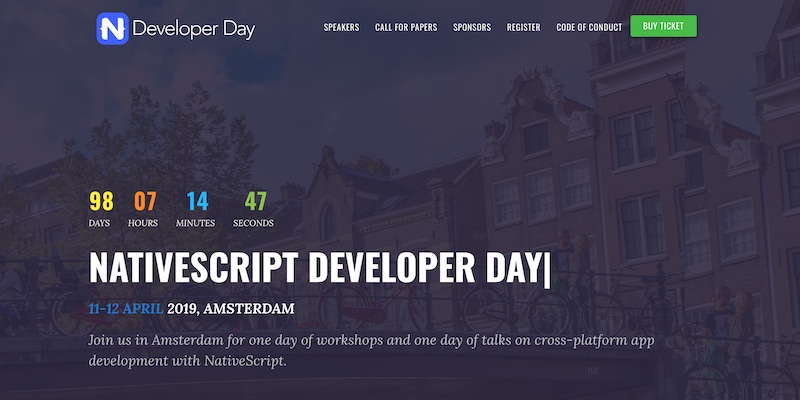 N Developer Day
SPEAKERS CALL FOR PAPERS SPONSORS REGISTER CODE OF CONDUCT BUY TICKET
98 07 14 47
DAYS HOURS MINUTES SECONDS
NATIVESCRIPT DEVELOPER DAY|
11-12 APRIL 2019, AMSTERDAM
Join us in Amsterdam for one day of workshops and one day of talks on cross-platform app
development with NativeScript.